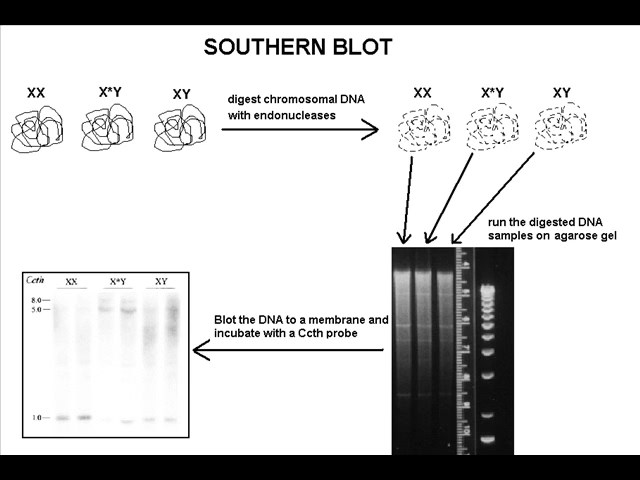 SOUTHERN BLOT
XX X*Y XY
digest chromosomal DNA
with endonucleases
XX X*Y XY
run the digested DNA
samples on agarose gel
Ccth XX X*Y XY
8.0
5.0
1.0
Blot the DNA to a membrane and
incubate with a Ccth probe